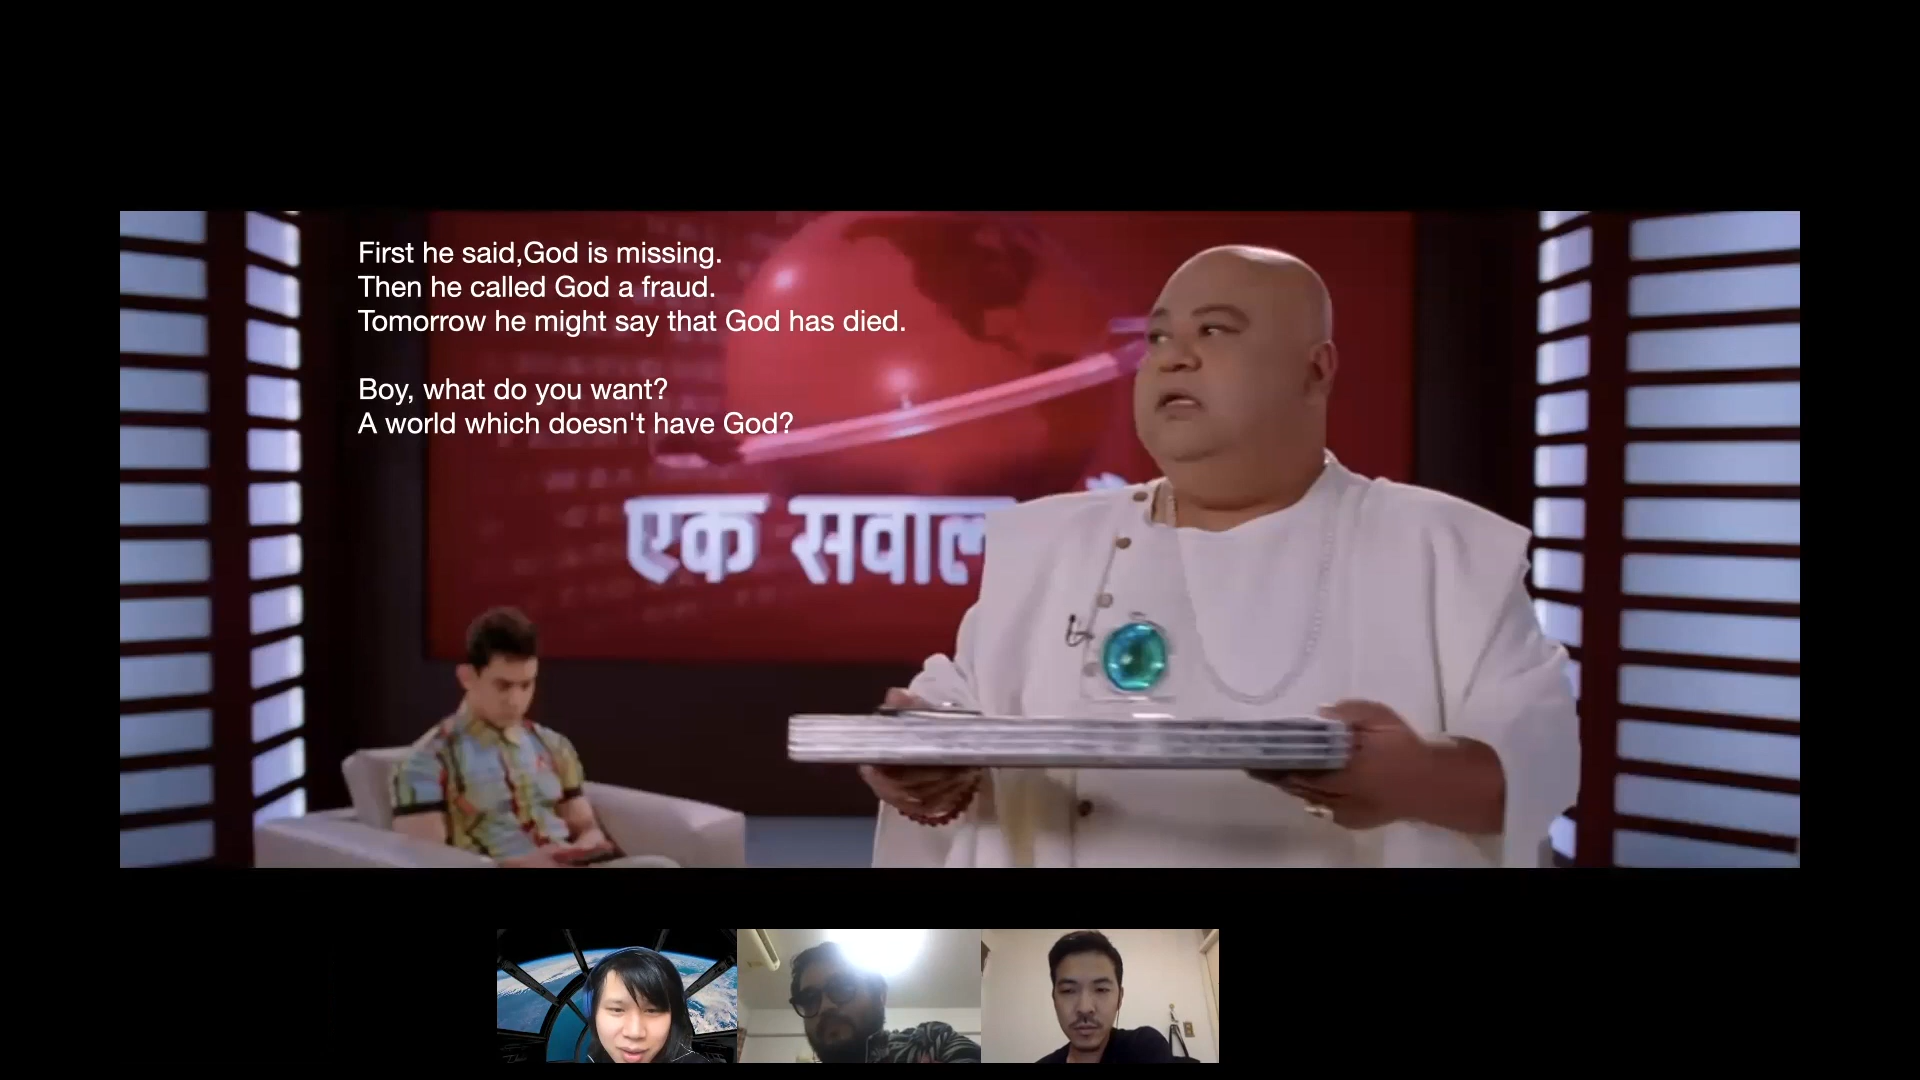 First he said,God is missing.
Then he called God a fraud.
Tomorrow he might say that God has died.
Boy, what do you want?
A world which doesn't have God?
एक सवाल